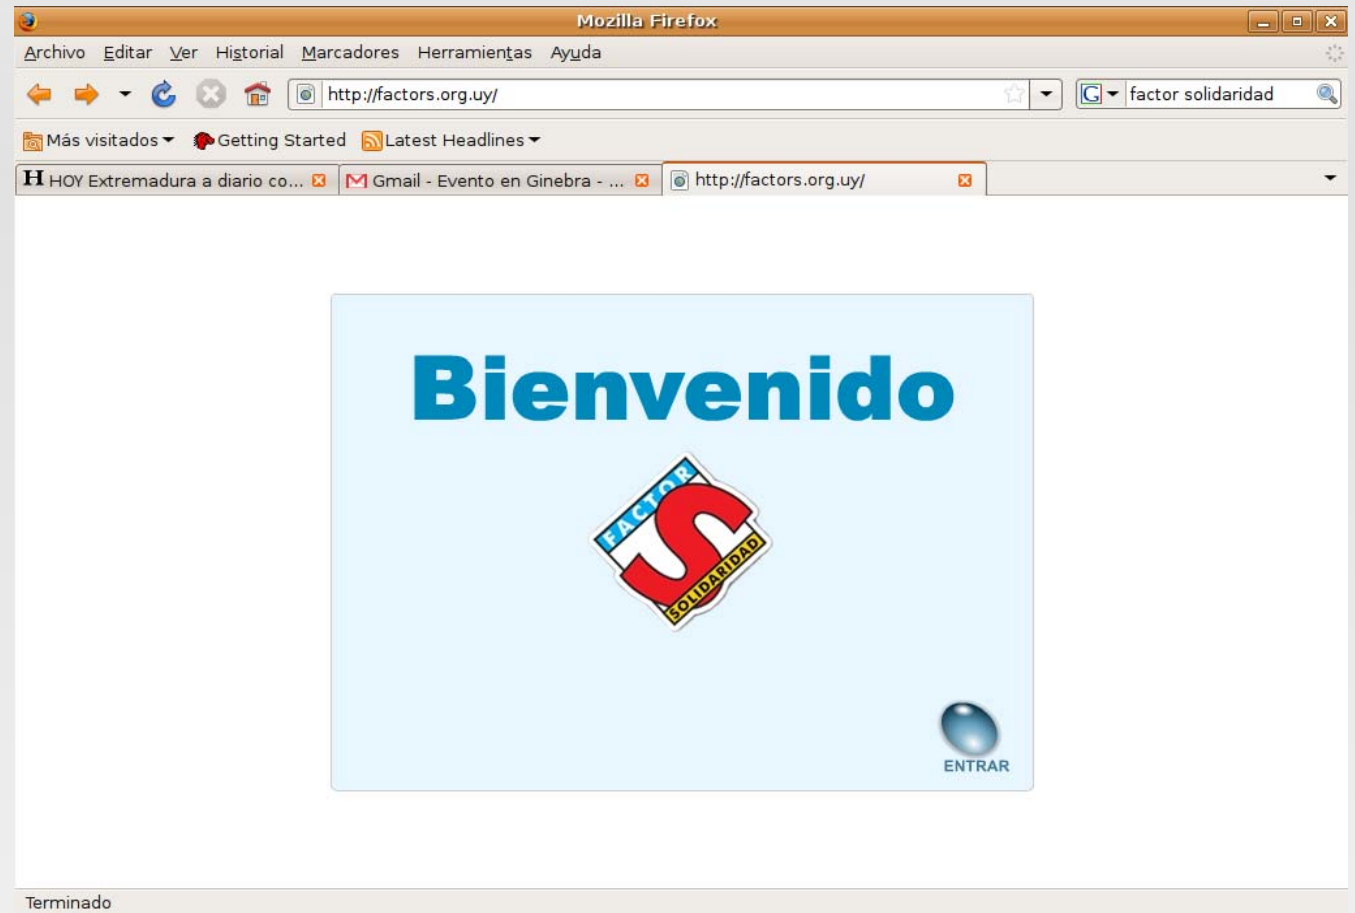 Mozilla Firefox
Archivo Editar Ver Historial Marcadores Herramientas Ayuda
http://factors.org.uy/ G factor solidaridad
Más visitados Getting Started Latest Headlines
H HOY Extremadura a diario co... Gmail - Evento en Ginebra - ... http://factors.org.uy/
Bienvenido
FACTOR
S
SOLIDARIDAD
ENTRAR
Terminado